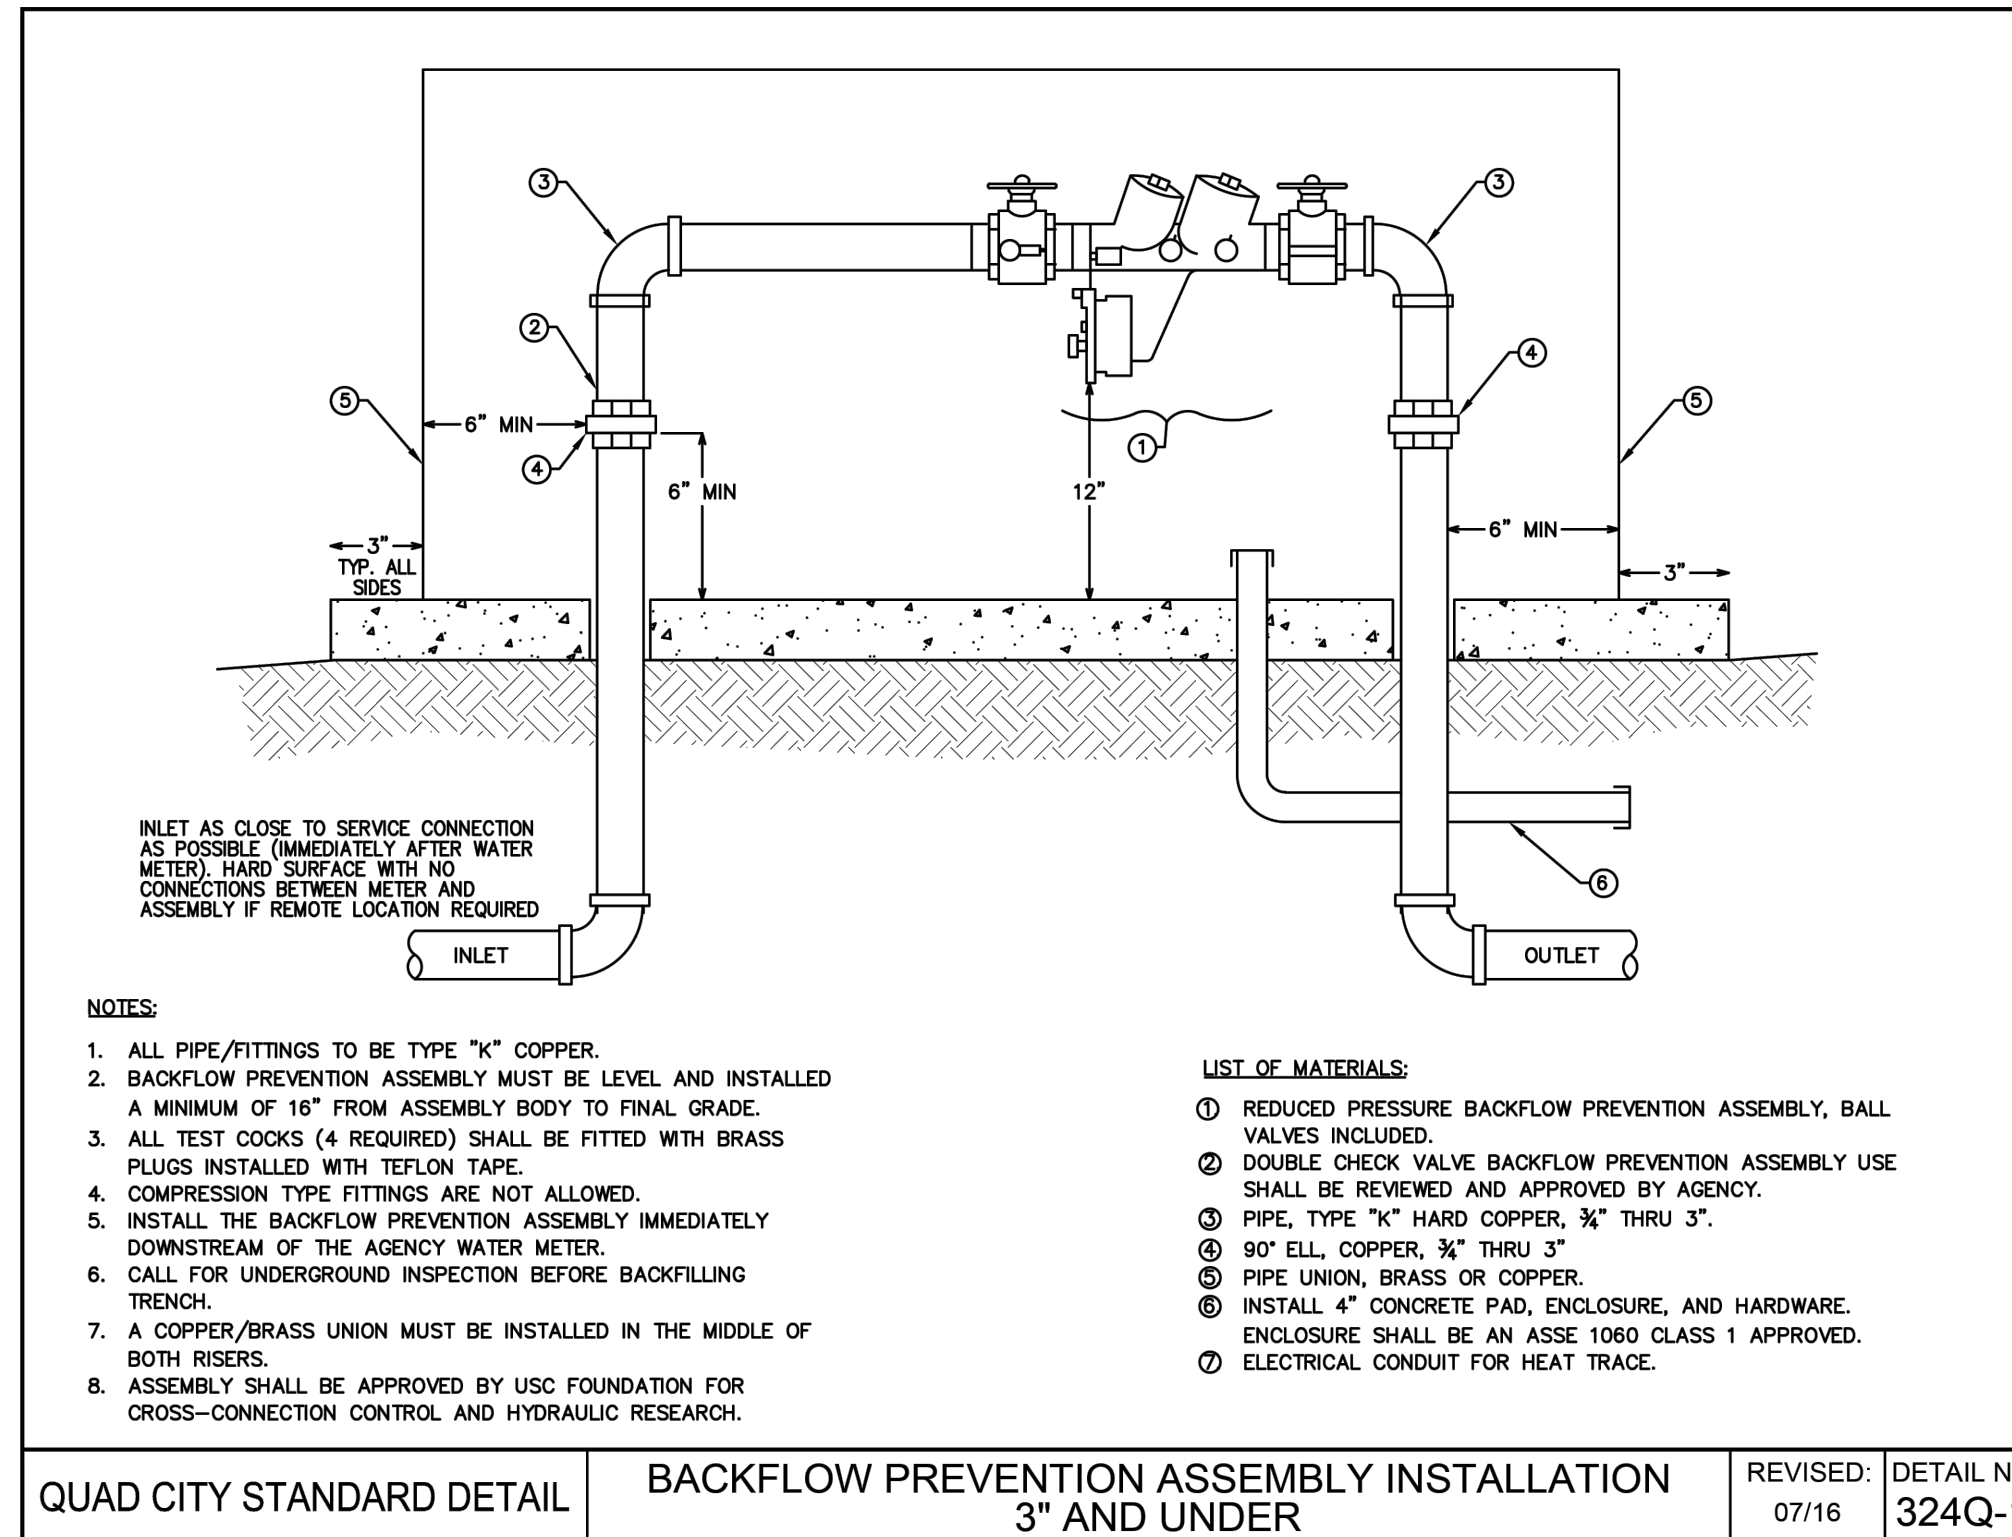 3
3
2
4
5
5
6" MIN
4
1
6" MIN
12"
6" MIN
3"
TYP. ALL
SIDES
3"
INLET AS CLOSE TO SERVICE CONNECTION
AS POSSIBLE (IMMEDIATELY AFTER WATER
METER). HARD SURFACE WITH NO
CONNECTIONS BETWEEN METER AND
ASSEMBLY IF REMOTE LOCATION REQUIRED
6
INLET
OUTLET
NOTES:
1. ALL PIPE/FITTINGS TO BE TYPE "K" COPPER.
2. BACKFLOW PREVENTION ASSEMBLY MUST BE LEVEL AND INSTALLED
A MINIMUM OF 16" FROM ASSEMBLY BODY TO FINAL GRADE.
3. ALL TEST COCKS (4 REQUIRED) SHALL BE FITTED WITH BRASS
PLUGS INSTALLED WITH TEFLON TAPE.
4. COMPRESSION TYPE FITTINGS ARE NOT ALLOWED.
5. INSTALL THE BACKFLOW PREVENTION ASSEMBLY IMMEDIATELY
DOWNSTREAM OF THE AGENCY WATER METER.
6. CALL FOR UNDERGROUND INSPECTION BEFORE BACKFILLING
TRENCH.
7. A COPPER/BRASS UNION MUST BE INSTALLED IN THE MIDDLE OF
BOTH RISERS.
8. ASSEMBLY SHALL BE APPROVED BY USC FOUNDATION FOR
CROSS-CONNECTION CONTROL AND HYDRAULIC RESEARCH.
LIST OF MATERIALS:
1 REDUCED PRESSURE BACKFLOW PREVENTION ASSEMBLY, BALL
VALVES INCLUDED.
2 DOUBLE CHECK VALVE BACKFLOW PREVENTION ASSEMBLY USE
SHALL BE REVIEWED AND APPROVED BY AGENCY.
3 PIPE, TYPE "K" HARD COPPER, ¾" THRU 3".
4 90° ELL, COPPER, ¾" THRU 3"
5 PIPE UNION, BRASS OR COPPER.
6 INSTALL 4" CONCRETE PAD, ENCLOSURE, AND HARDWARE.
ENCLOSURE SHALL BE AN ASSE 1060 CLASS 1 APPROVED.
7 ELECTRICAL CONDUIT FOR HEAT TRACE.
QUAD CITY STANDARD DETAIL
BACKFLOW PREVENTION ASSEMBLY INSTALLATION
3" AND UNDER
REVISED:
07/16
DETAIL N
324Q-